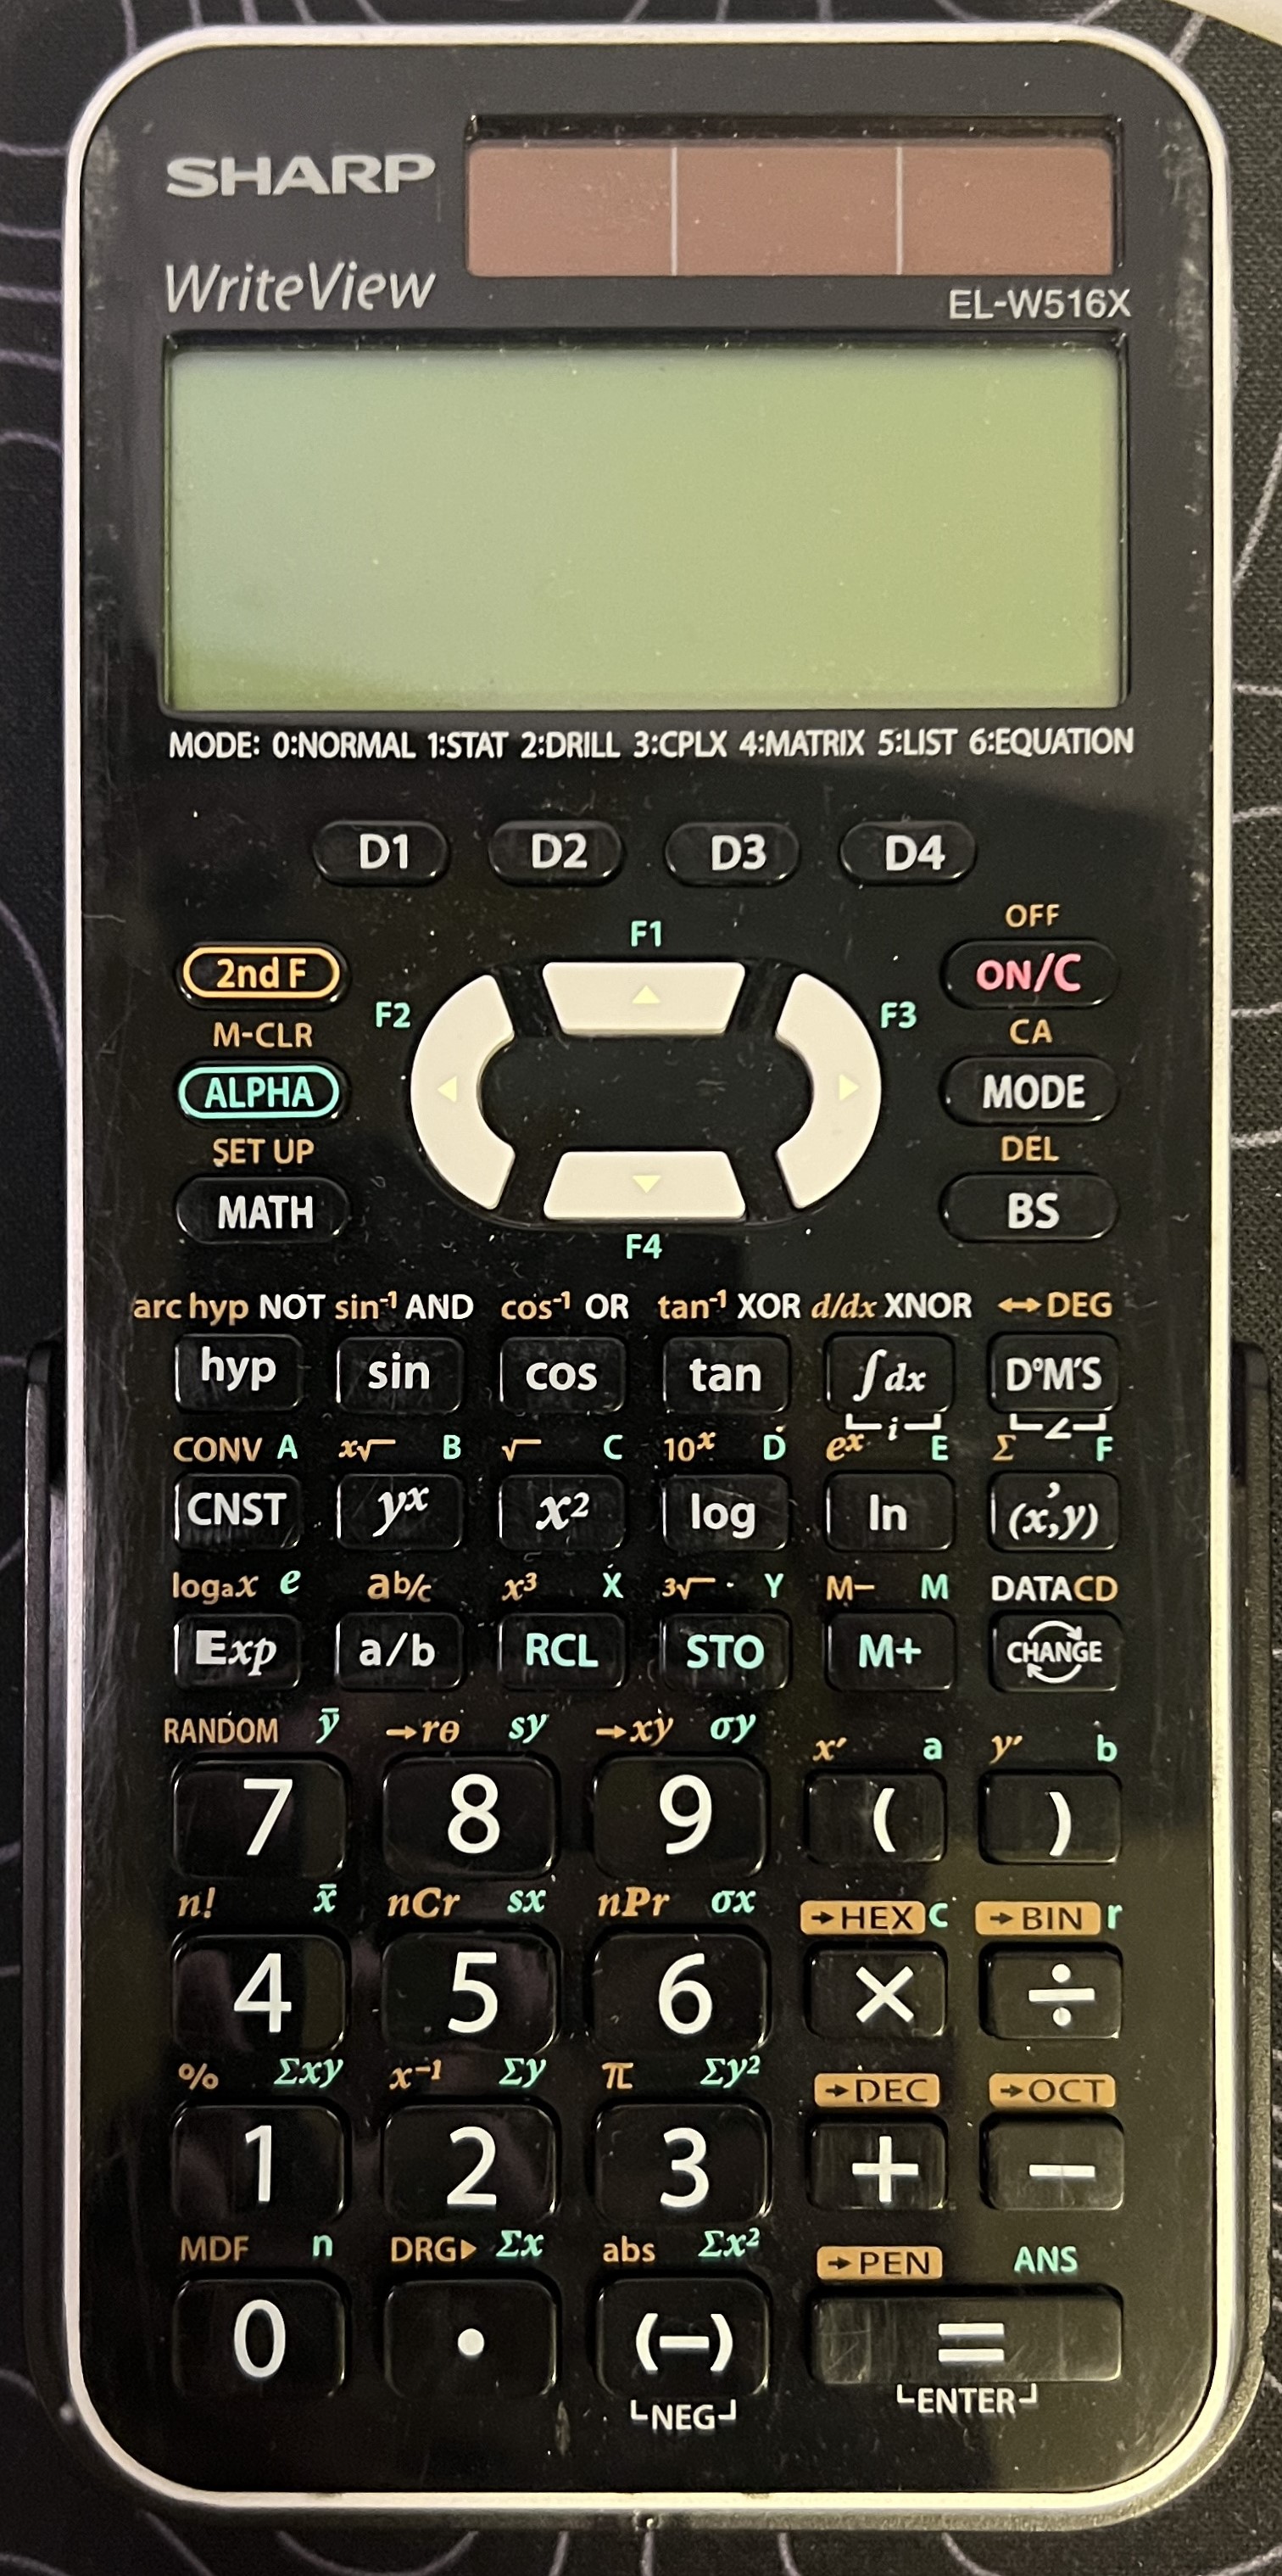 SHARP
WriteView
EL-W516X
MODE: 0:NORMAL 1:STAT 2:DRILL 3:CPLX 4:MATRIX 5:LIST 6:EQUATION
D1 D2 D3 D4
F1 OFF
2nd F ON/C
F2 F3
M-CLR CA
ALPHA MODE
SET UP DEL
MATH BS
F4
arc hyp NOT sin⁻¹ AND cos⁻¹ OR tan⁻¹ XOR d/dx XNOR ↔DEG
hyp sin cos tan ∫dx D°M'S
i ∠
CONV A x√ B √ C 10ˣ D eˣ E Σ F
CNST yˣ x² log ln (x,y) ,
logₐx e ab/c x³ X 3√ Y M− M DATA CD
Exp a/b RCL STO M+ CHANGE
RANDOM ȳ →rθ sy →xy σy x′ a y′ b
7 8 9 ( )
n! x̄ nCr sx nPr σx →HEX c →BIN r
4 5 6 × ÷
% Σxy x⁻¹ Σy π Σy² →DEC →OCT
1 2 3 + −
MDF n DRG▶ Σx abs Σx² →PEN ANS
0 • (−) =
NEG ENTER